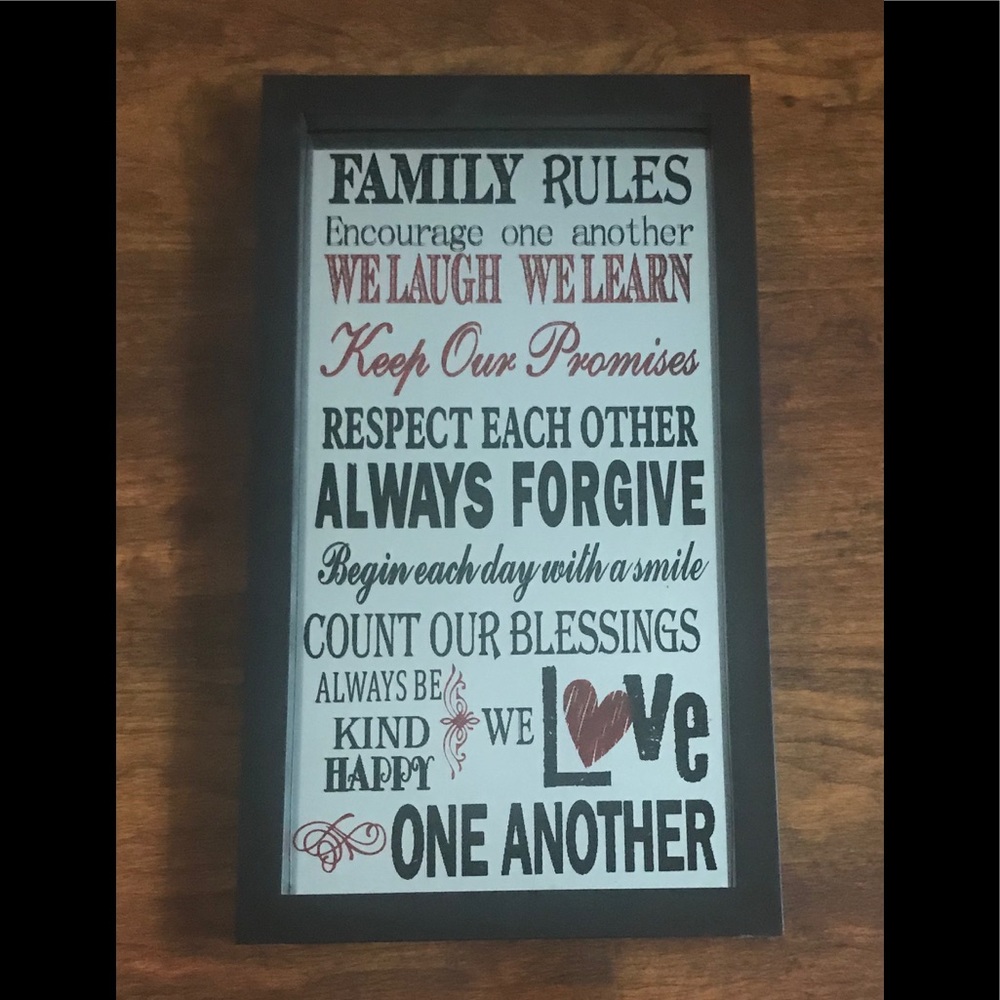 FAMILY RULES
Encourage one another
WE LAUGH WE LEARN
Keep Our Promises
RESPECT EACH OTHER
ALWAYS FORGIVE
Begin each day with a smile
COUNT OUR BLESSINGS
ALWAYS BE
KIND
HAPPY
WE LOVe
ONE ANOTHER